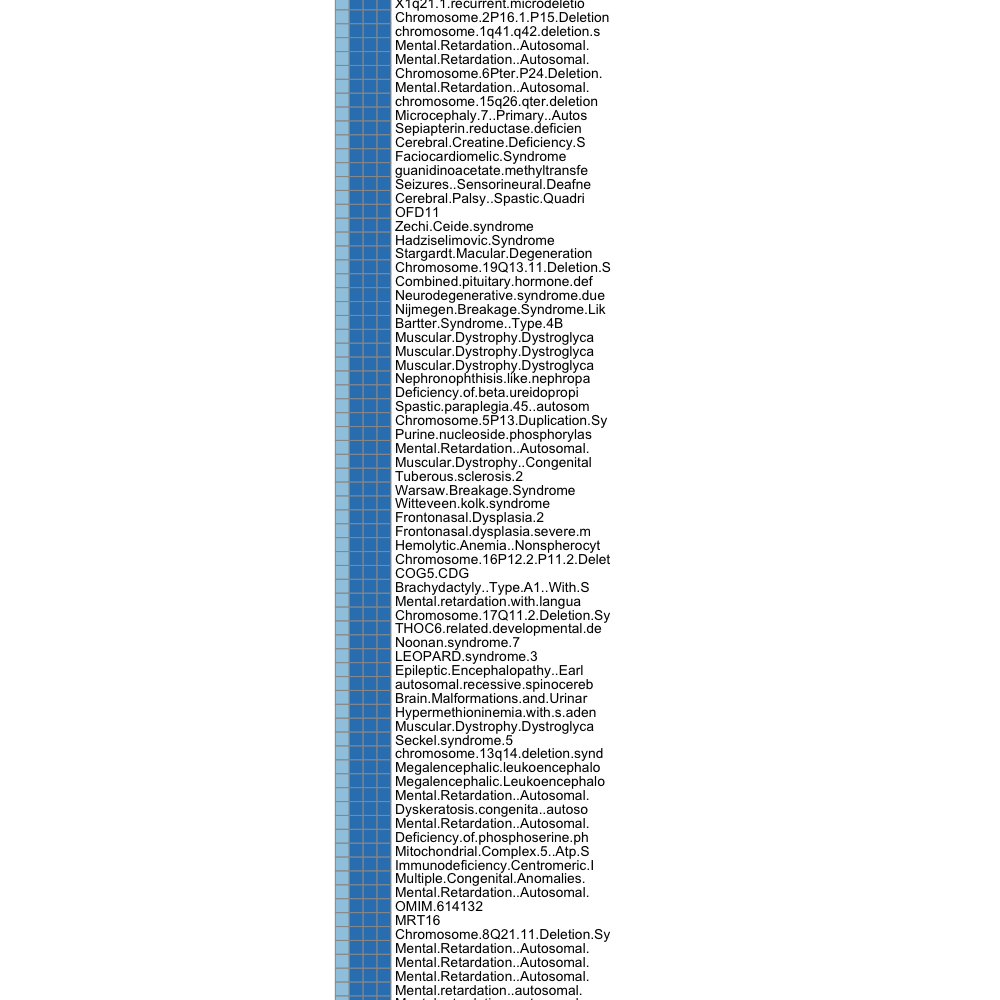 X1q21.1.recurrent.microdeletio
Chromosome.2P16.1.P15.Deletion
chromosome.1q41.q42.deletion.s
Mental.Retardation..Autosomal.
Mental.Retardation..Autosomal.
Chromosome.6Pter.P24.Deletion.
Mental.Retardation..Autosomal.
chromosome.15q26.qter.deletion
Microcephaly.7..Primary..Autos
Sepiapterin.reductase.deficien
Cerebral.Creatine.Deficiency.S
Faciocardiomelic.Syndrome
guanidinoacetate.methyltransfe
Seizures..Sensorineural.Deafne
Cerebral.Palsy..Spastic.Quadri
OFD11
Zechi.Ceide.syndrome
Hadziselimovic.Syndrome
Stargardt.Macular.Degeneration
Chromosome.19Q13.11.Deletion.S
Combined.pituitary.hormone.def
Neurodegenerative.syndrome.due
Nijmegen.Breakage.Syndrome.Lik
Bartter.Syndrome..Type.4B
Muscular.Dystrophy.Dystroglyca
Muscular.Dystrophy.Dystroglyca
Muscular.Dystrophy.Dystroglyca
Nephronophthisis.like.nephropa
Deficiency.of.beta.ureidopropi
Spastic.paraplegia.45..autosom
Chromosome.5P13.Duplication.Sy
Purine.nucleoside.phosphorylas
Mental.Retardation..Autosomal.
Muscular.Dystrophy..Congenital
Tuberous.sclerosis.2
Warsaw.Breakage.Syndrome
Witteveen.kolk.syndrome
Frontonasal.Dysplasia.2
Frontonasal.dysplasia.severe.m
Hemolytic.Anemia..Nonspherocyt
Chromosome.16P12.2.P11.2.Delet
COG5.CDG
Brachydactyly..Type.A1..With.S
Mental.retardation.with.langua
Chromosome.17Q11.2.Deletion.Sy
THOC6.related.developmental.de
Noonan.syndrome.7
LEOPARD.syndrome.3
Epileptic.Encephalopathy..Earl
autosomal.recessive.spinocereb
Brain.Malformations.and.Urinar
Hypermethioninemia.with.s.aden
Muscular.Dystrophy.Dystroglyca
Seckel.syndrome.5
chromosome.13q14.deletion.synd
Megalencephalic.leukoencephalo
Megalencephalic.Leukoencephalo
Mental.Retardation..Autosomal.
Dyskeratosis.congenita..autoso
Mental.Retardation..Autosomal.
Deficiency.of.phosphoserine.ph
Mitochondrial.Complex.5..Atp.S
Immunodeficiency.Centromeric.I
Multiple.Congenital.Anomalies.
Mental.Retardation..Autosomal.
OMIM.614132
MRT16
Chromosome.8Q21.11.Deletion.Sy
Mental.Retardation..Autosomal.
Mental.Retardation..Autosomal.
Mental.Retardation..Autosomal.
Mental.retardation..autosomal.